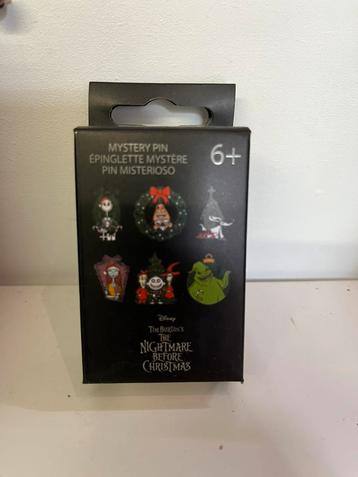 MYSTERY PIN
ÉPINGLETTE MYSTÈRE
PIN MISTERIOSO
6+
Disney
TIM BURTON'S
THE
NIGHTMARE
BEFORE
CHRISTMAS